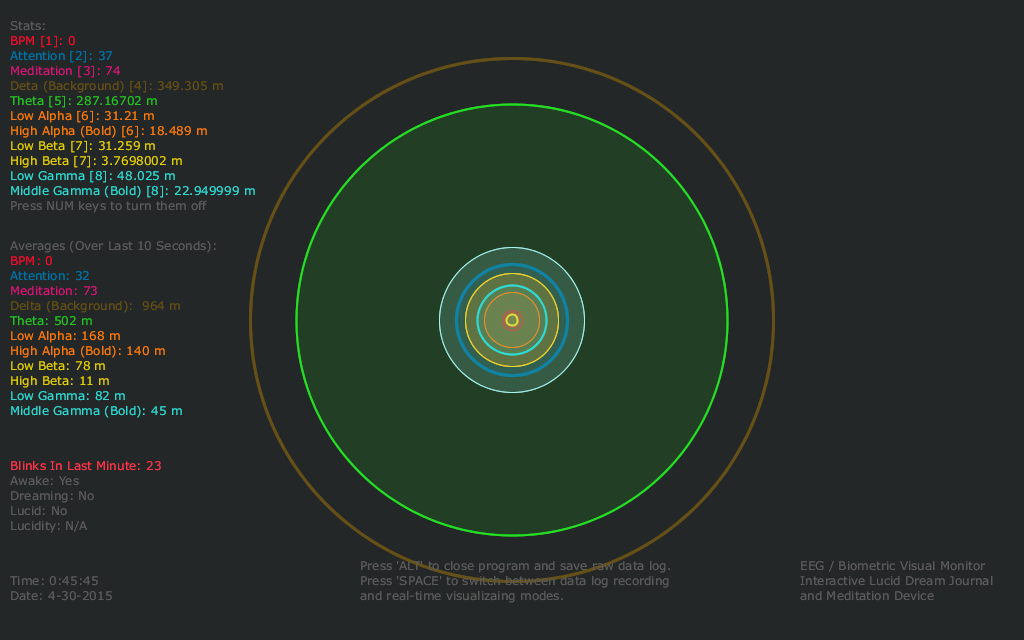 Stats:
BPM [1]: 0
Attention [2]: 37
Meditation [3]: 74
Deta (Background) [4]: 349.305 m
Theta [5]: 287.16702 m
Low Alpha [6]: 31.21 m
High Alpha (Bold) [6]: 18.489 m
Low Beta [7]: 31.259 m
High Beta [7]: 3.7698002 m
Low Gamma [8]: 48.025 m
Middle Gamma (Bold) [8]: 22.949999 m
Press NUM keys to turn them off
Averages (Over Last 10 Seconds):
BPM: 0
Attention: 32
Meditation: 73
Delta (Background):  964 m
Theta: 502 m
Low Alpha: 168 m
High Alpha (Bold): 140 m
Low Beta: 78 m
High Beta: 11 m
Low Gamma: 82 m
Middle Gamma (Bold): 45 m
Blinks In Last Minute: 23
Awake: Yes
Dreaming: No
Lucid: No
Lucidity: N/A
Time: 0:45:45
Date: 4-30-2015
Press 'ALT' to close program and save raw data log.
Press 'SPACE' to switch between data log recording
and real-time visualizaing modes.
EEG / Biometric Visual Monitor
Interactive Lucid Dream Journal
and Meditation Device